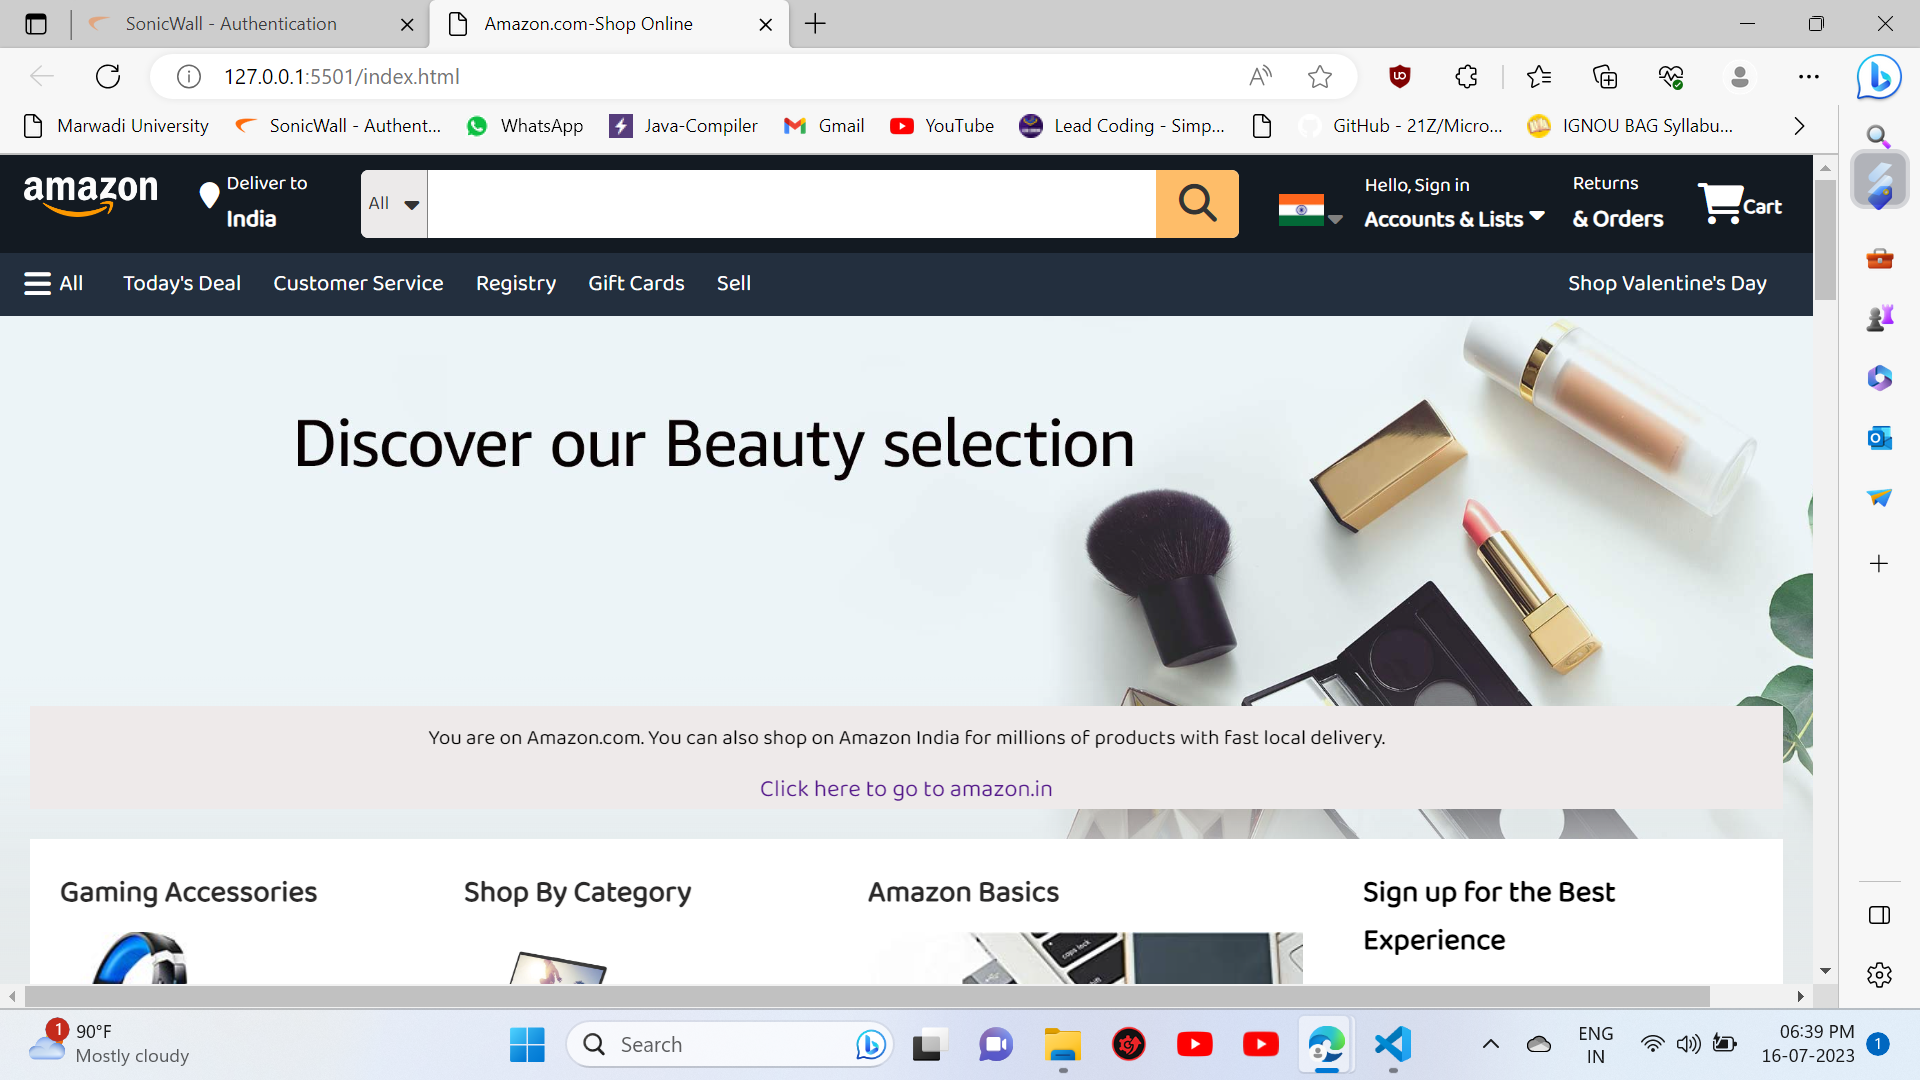 SonicWall - Authentication
Amazon.com-Shop Online
127.0.0.1:5501/index.html
Marwadi University
SonicWall - Authent...
WhatsApp
Java-Compiler
Gmail
YouTube
Lead Coding - Simp...
GitHub - 21Z/Micro...
IGNOU BAG Syllabu...
amazon
Deliver to
India
All
Hello, Sign in
Accounts & Lists
Returns
& Orders
Cart
All
Today's Deal
Customer Service
Registry
Gift Cards
Sell
Shop Valentine's Day
Discover our Beauty selection
You are on Amazon.com. You can also shop on Amazon India for millions of products with fast local delivery.
Click here to go to amazon.in
Gaming Accessories
Shop By Category
Amazon Basics
Sign up for the Best
Experience
caps lock
1
90°F
Mostly cloudy
Search
ENG
IN
06:39 PM
16-07-2023
1